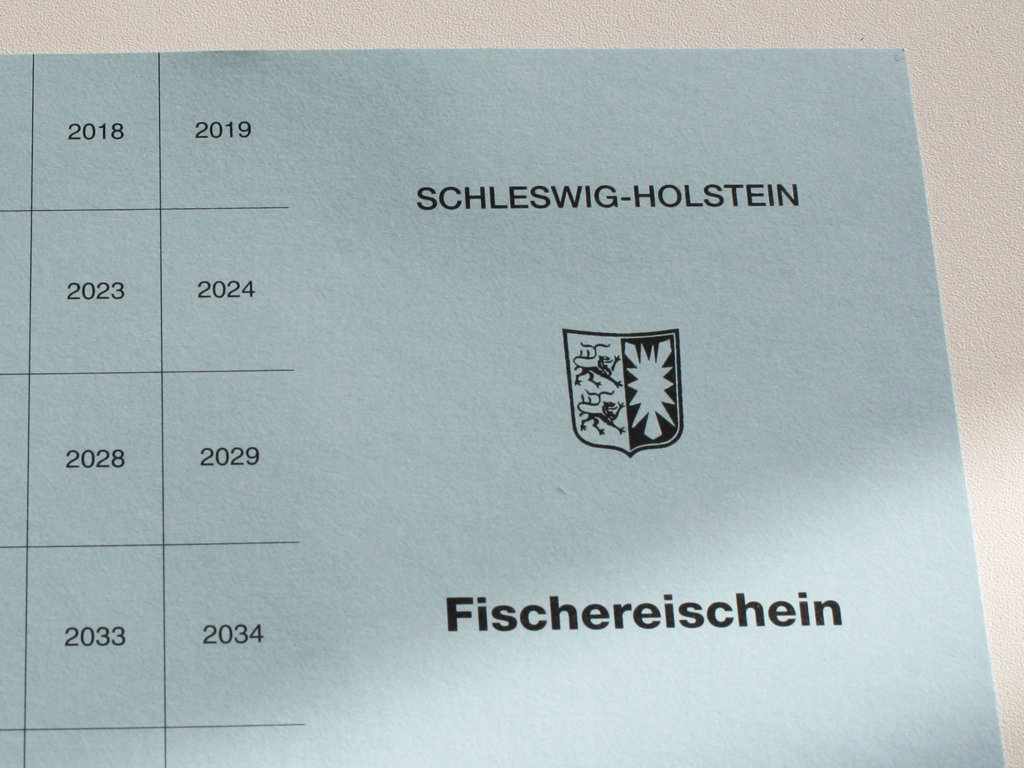 2018 2019
SCHLESWIG-HOLSTEIN
2023 2024
2028 2029
Fischereischein
2033 2034